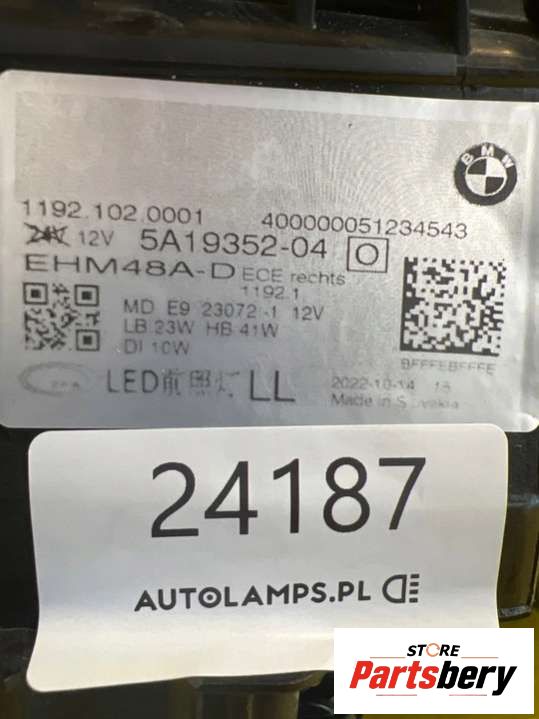 BMW
1192.102.0001 400000051234543
24V 12V 5A19352-04 O
EHM48A-D ECE rechts
1192.1
MD E9 23072 1 12V
LB 23W HB 41W
DI 10W
BFFFEBFFFE
LED前照灯 LL
2022-10-14 13
Made in Slovakia
24187
AUTOLAMPS.PL
STORE
Partsbery